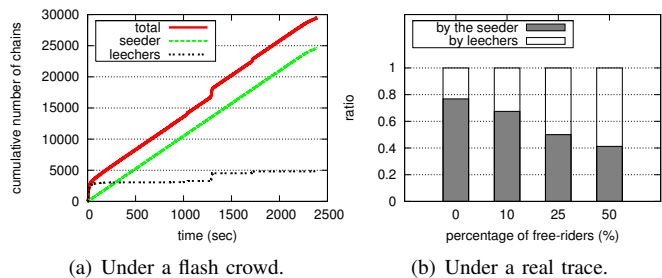 cumulative number of chains
30000
25000
20000
15000
10000
5000
0
total
seeder
leechers
0 500 1000 1500 2000 2500
time (sec)
(a) Under a flash crowd.
ratio
1
0.8
0.6
0.4
0.2
0
by the seeder
by leechers
0 10 25 50
percentage of free-riders (%)
(b) Under a real trace.